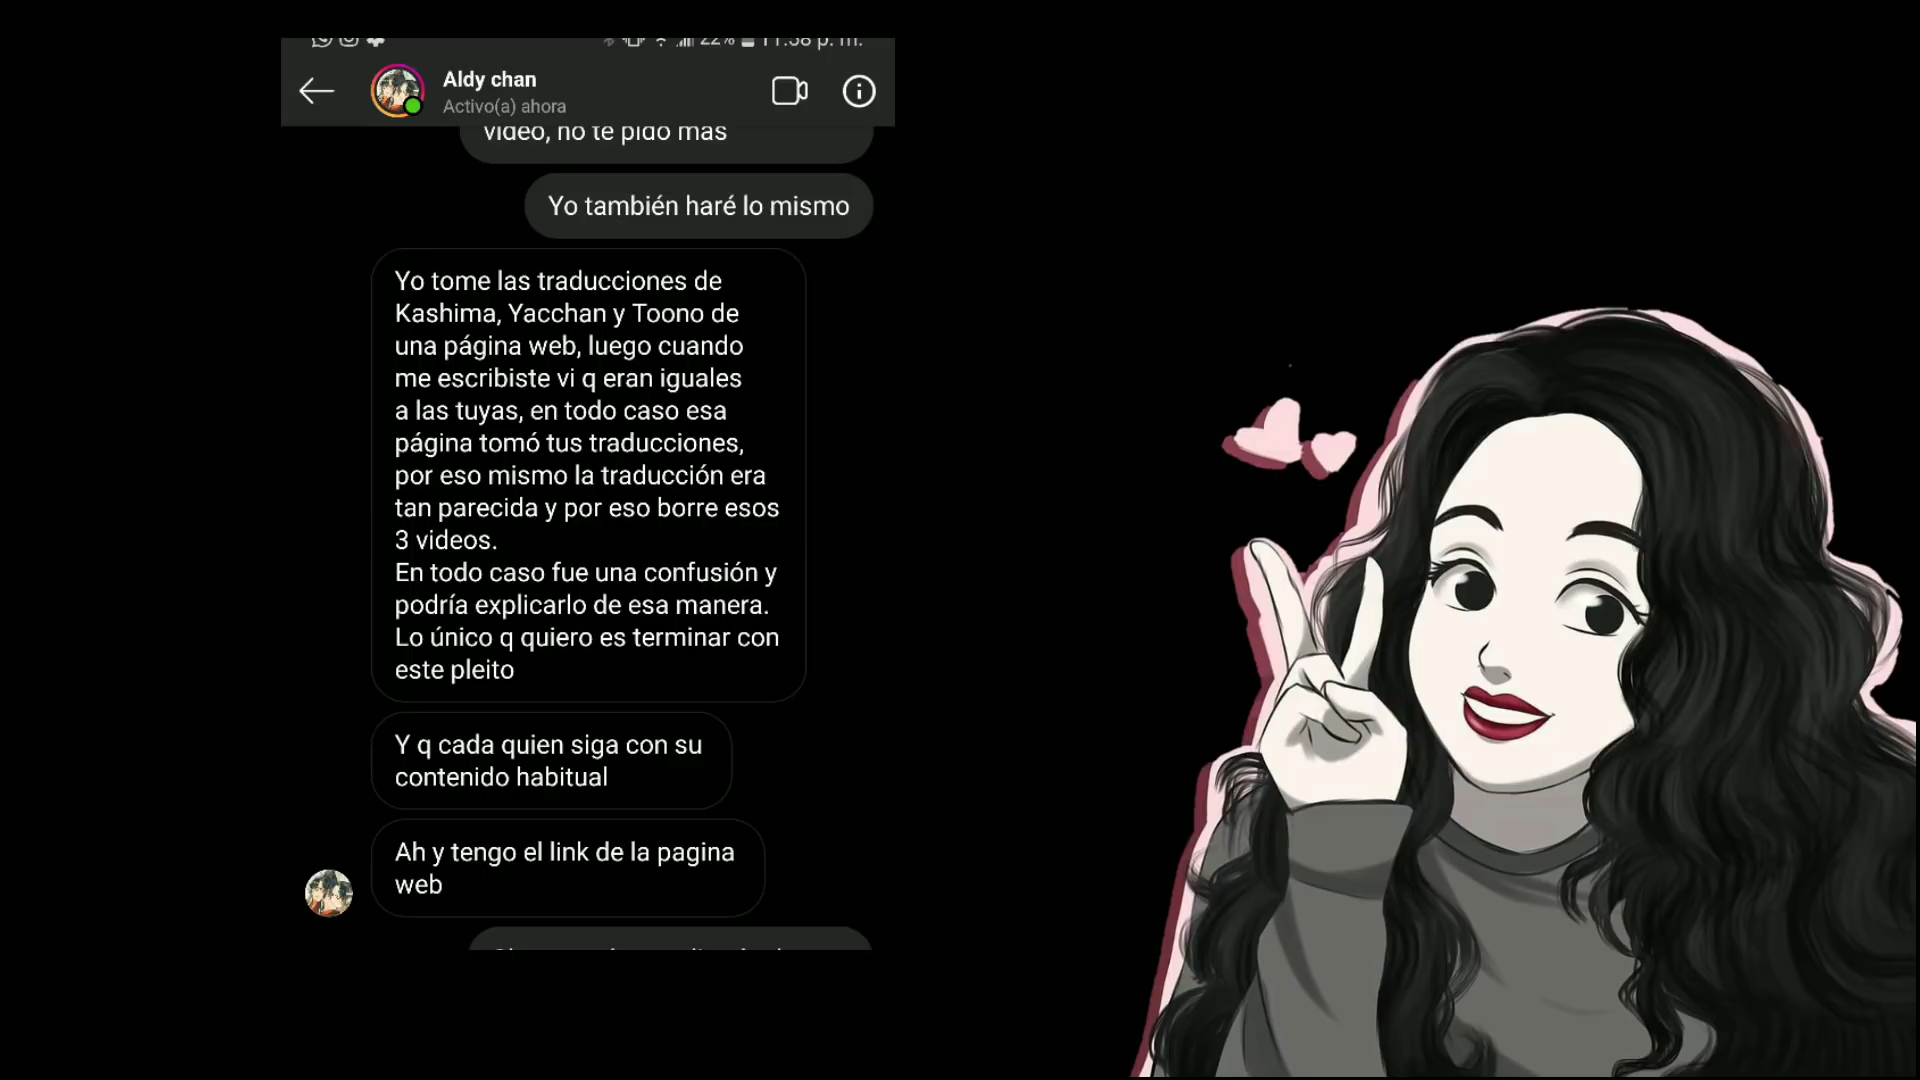 22% 11:58 p. m.
Aldy chan
Activo(a) ahora
video, no te pido más
Yo también haré lo mismo
Yo tome las traducciones de
Kashima, Yacchan y Toono de
una página web, luego cuando
me escribiste vi q eran iguales
a las tuyas, en todo caso esa
página tomó tus traducciones,
por eso mismo la traducción era
tan parecida y por eso borre esos
3 videos.
En todo caso fue una confusión y
podría explicarlo de esa manera.
Lo único q quiero es terminar con
este pleito
Y q cada quien siga con su
contenido habitual
Ah y tengo el link de la pagina
web